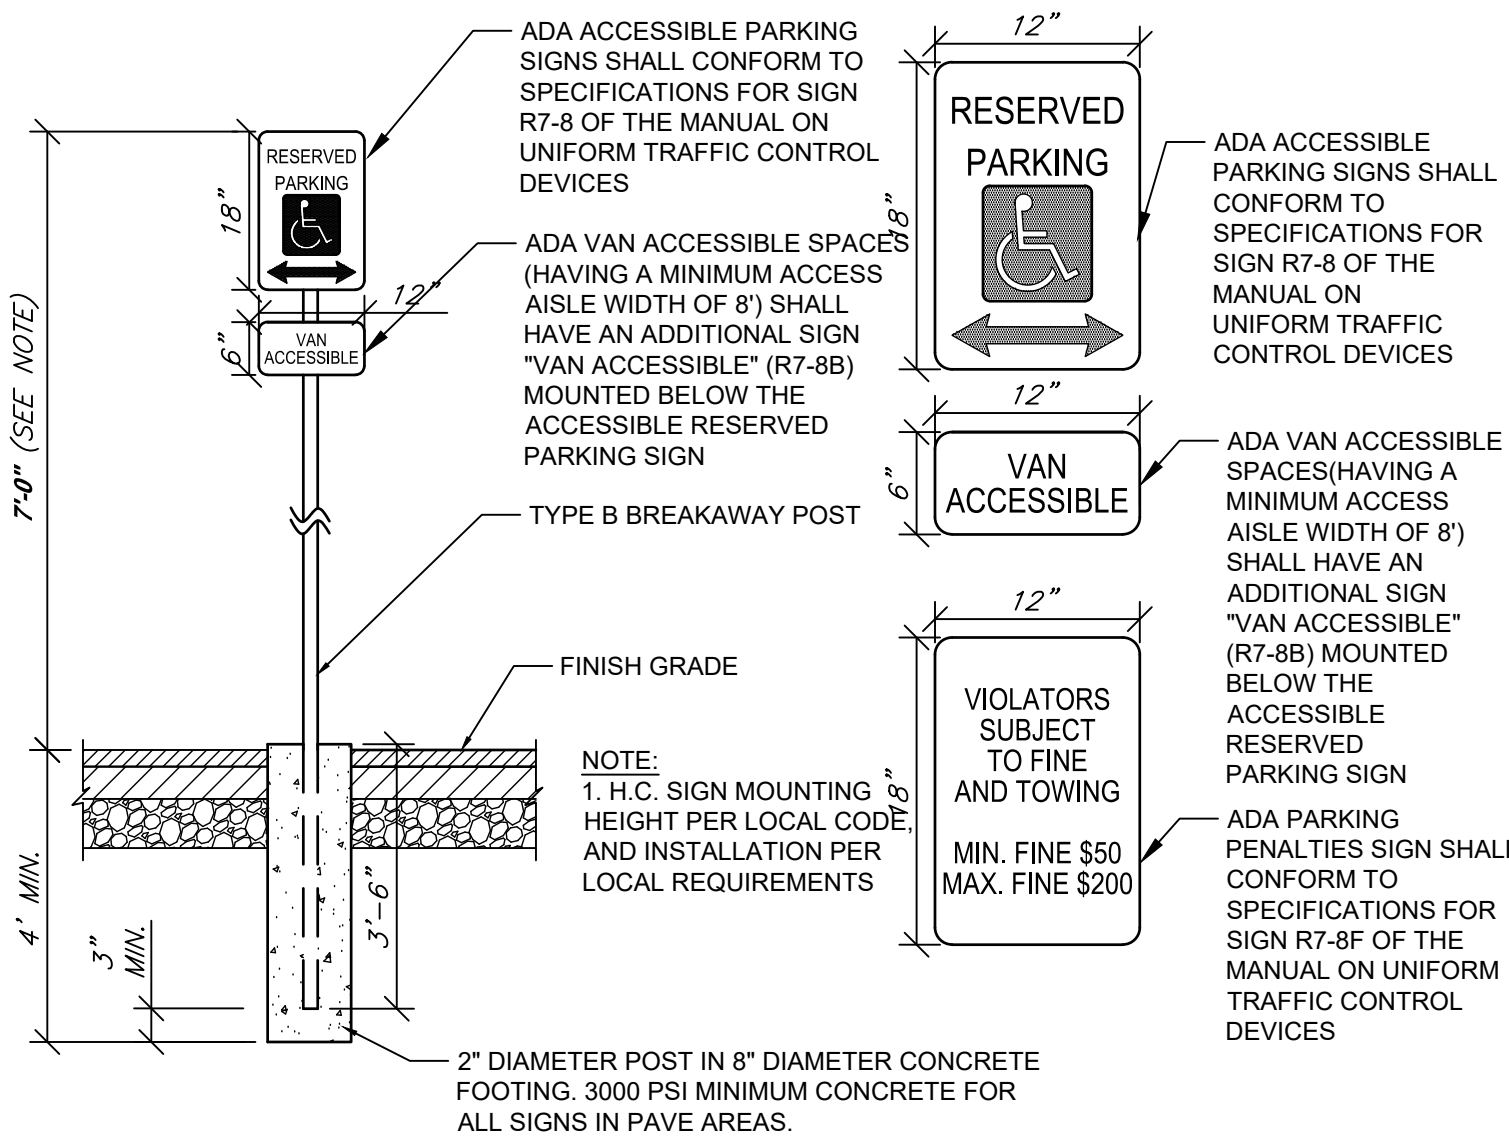 ADA ACCESSIBLE PARKING
SIGNS SHALL CONFORM TO
SPECIFICATIONS FOR SIGN
R7-8 OF THE MANUAL ON
UNIFORM TRAFFIC CONTROL
DEVICES
RESERVED
PARKING
18"
12"
VAN
ACCESSIBLE
6"
7'-0" (SEE NOTE)
ADA VAN ACCESSIBLE SPACES
(HAVING A MINIMUM ACCESS
AISLE WIDTH OF 8') SHALL
HAVE AN ADDITIONAL SIGN
"VAN ACCESSIBLE" (R7-8B)
MOUNTED BELOW THE
ACCESSIBLE RESERVED
PARKING SIGN
TYPE B BREAKAWAY POST
FINISH GRADE
NOTE:
1. H.C. SIGN MOUNTING
HEIGHT PER LOCAL CODE,
AND INSTALLATION PER
LOCAL REQUIREMENTS
4' MIN.
3"
MIN.
3'-6"
2" DIAMETER POST IN 8" DIAMETER CONCRETE
FOOTING. 3000 PSI MINIMUM CONCRETE FOR
ALL SIGNS IN PAVE AREAS.
12"
18"
RESERVED
PARKING
ADA ACCESSIBLE
PARKING SIGNS SHALL
CONFORM TO
SPECIFICATIONS FOR
SIGN R7-8 OF THE
MANUAL ON
UNIFORM TRAFFIC
CONTROL DEVICES
12"
6"
VAN
ACCESSIBLE
ADA VAN ACCESSIBLE
SPACES(HAVING A
MINIMUM ACCESS
AISLE WIDTH OF 8')
SHALL HAVE AN
ADDITIONAL SIGN
"VAN ACCESSIBLE"
(R7-8B) MOUNTED
BELOW THE
ACCESSIBLE
RESERVED
PARKING SIGN
12"
18"
VIOLATORS
SUBJECT
TO FINE
AND TOWING
MIN. FINE $50
MAX. FINE $200
ADA PARKING
PENALTIES SIGN SHALL
CONFORM TO
SPECIFICATIONS FOR
SIGN R7-8F OF THE
MANUAL ON UNIFORM
TRAFFIC CONTROL
DEVICES